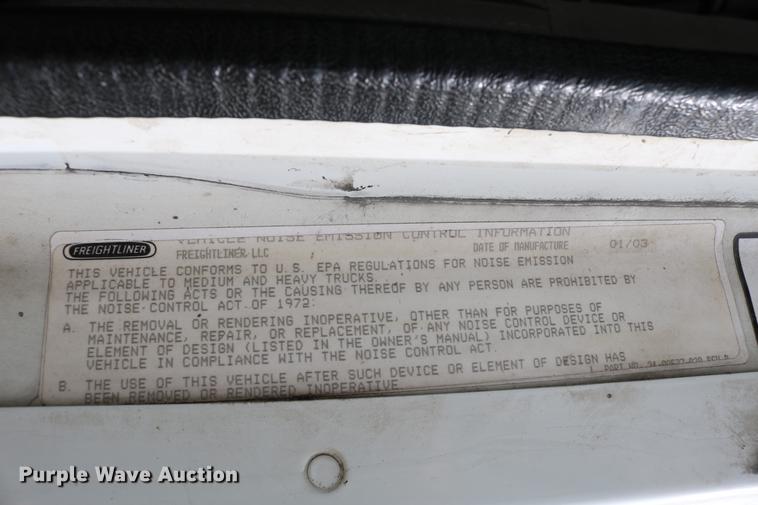 VEHICLE NOISE EMISSION CONTROL INFORMATION
FREIGHTLINER FREIGHTLINER LLC DATE OF MANUFACTURE 01/03
THIS VEHICLE CONFORMS TO U.S. EPA REGULATIONS FOR NOISE EMISSION
APPLICABLE TO MEDIUM AND HEAVY TRUCKS.
THE FOLLOWING ACTS OR THE CAUSING THEREOF BY ANY PERSON ARE PROHIBITED BY
THE NOISE CONTROL ACT OF 1972:
A. THE REMOVAL OR RENDERING INOPERATIVE, OTHER THAN FOR PURPOSES OF
MAINTENANCE, REPAIR, OR REPLACEMENT, OF ANY NOISE CONTROL DEVICE OR
ELEMENT OF DESIGN (LISTED IN THE OWNER'S MANUAL) INCORPORATED INTO THIS
VEHICLE IN COMPLIANCE WITH THE NOISE CONTROL ACT.
B. THE USE OF THIS VEHICLE AFTER SUCH DEVICE OR ELEMENT OF DESIGN HAS
BEEN REMOVED OR RENDERED INOPERATIVE.
PART NO.
Purple Wave Auction